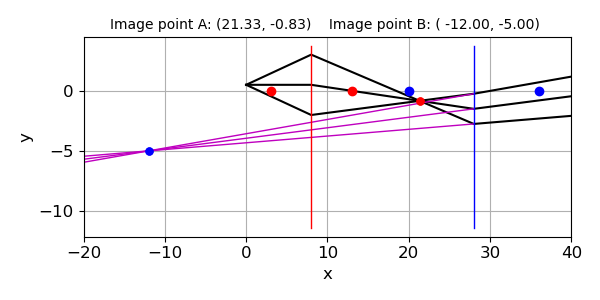 Image point A: (21.33, -0.83)    Image point B: ( -12.00, -5.00)
y
0
−5
−10
−20 −10 0 10 20 30 40
x